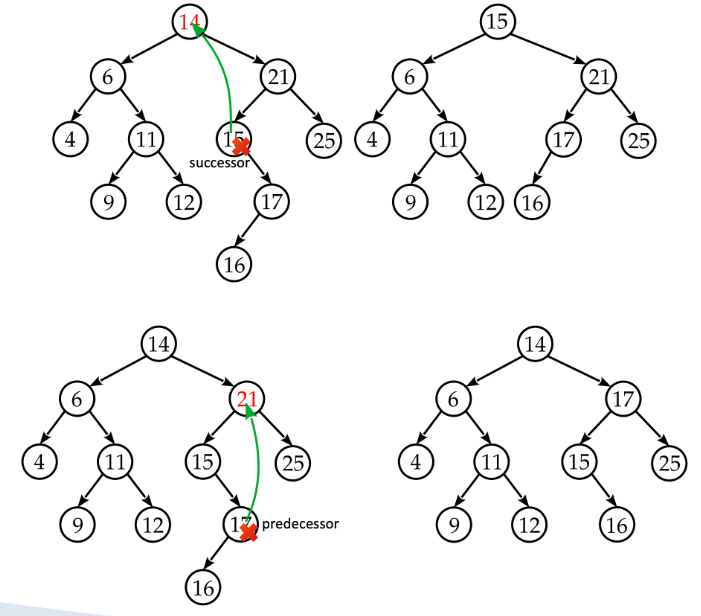 14 15
6 21 6 21
4 11 15 25 4 11 17 25
successor
9 12 17 9 12 16
16
14 14
6 21 6 17
4 11 15 25 4 11 15 25
9 12 17 predecessor 9 12 16
16